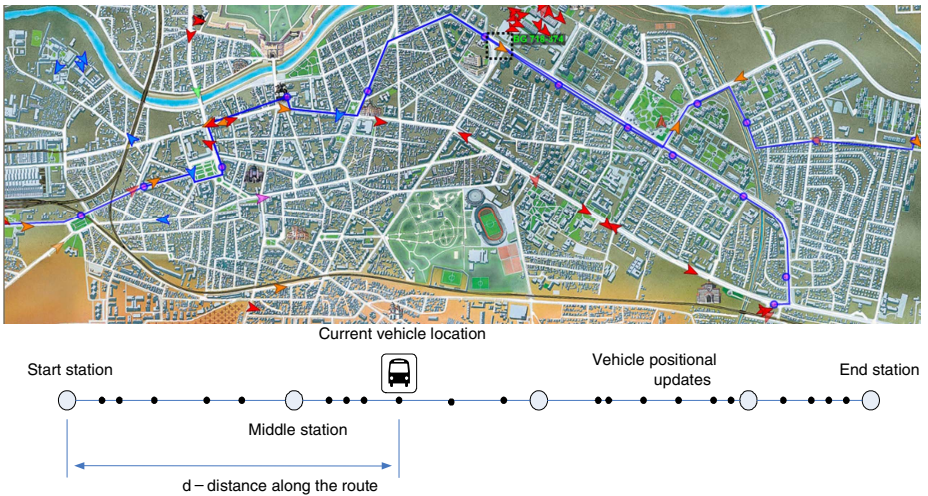 BG 718-174
A
Current vehicle location
Start station
Vehicle positional
updates
End station
Middle station
d – distance along the route